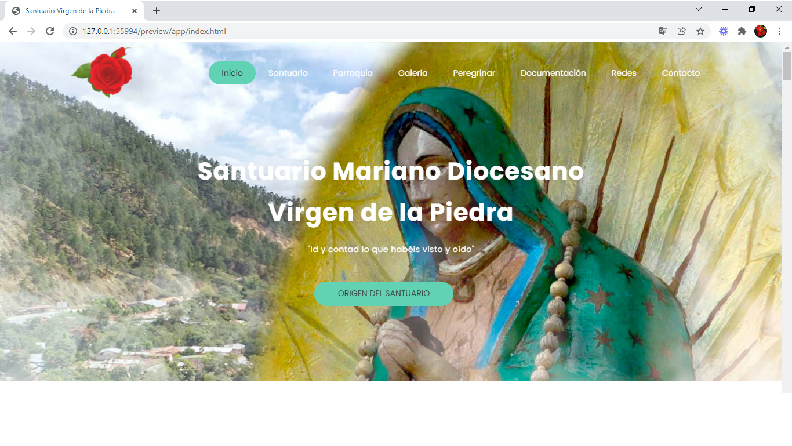 Santuario Virgen de la Piedra
127.0.0.1:55994/preview/app/index.html
Inicio Santuario Parroquia Galeria Peregrinar Documentación Redes Contacto
Santuario Mariano Diocesano
Virgen de la Piedra
"Id y contad lo que habéis visto y oído"
ORIGEN DEL SANTUARIO